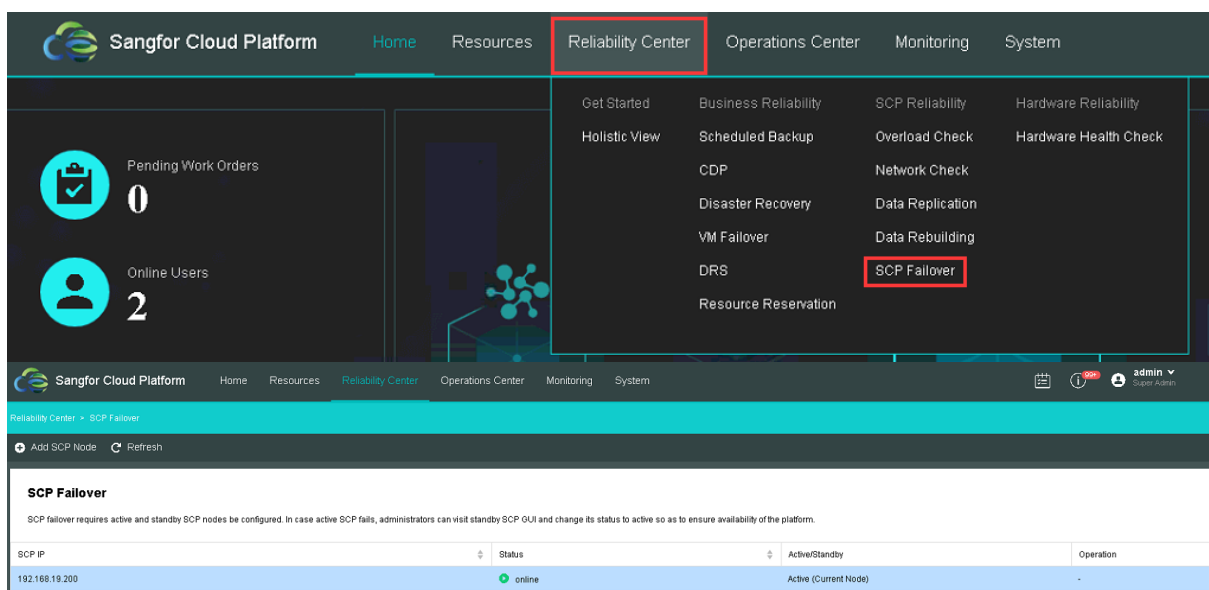 Sangfor Cloud Platform Home Resources Reliability Center Operations Center Monitoring System
Get Started Business Reliability SCP Reliability Hardware Reliability
Holistic View Scheduled Backup Overload Check Hardware Health Check
Pending Work Orders
0
CDP Network Check
Disaster Recovery Data Replication
VM Failover Data Rebuilding
Online Users
2
DRS SCP Failover
Resource Reservation
Sangfor Cloud Platform Home Resources Reliability Center Operations Center Monitoring System 99+ admin
Super Admin
Reliability Center > SCP Failover
Add SCP Node Refresh
SCP Failover
SCP failover requires active and standby SCP nodes be configured. In case active SCP fails, administrators can visit standby SCP GUI and change its status to active so as to ensure availability of the platform.
SCP IP Status Active/Standby Operation
192.168.19.200 online Active (Current Node) -